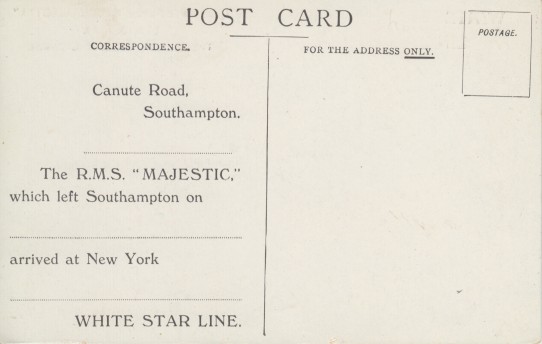 POST CARD
CORRESPONDENCE.
FOR THE ADDRESS ONLY.
POSTAGE.
Canute Road,
Southampton.
The R.M.S. "MAJESTIC,"
which left Southampton on
arrived at New York
WHITE STAR LINE.